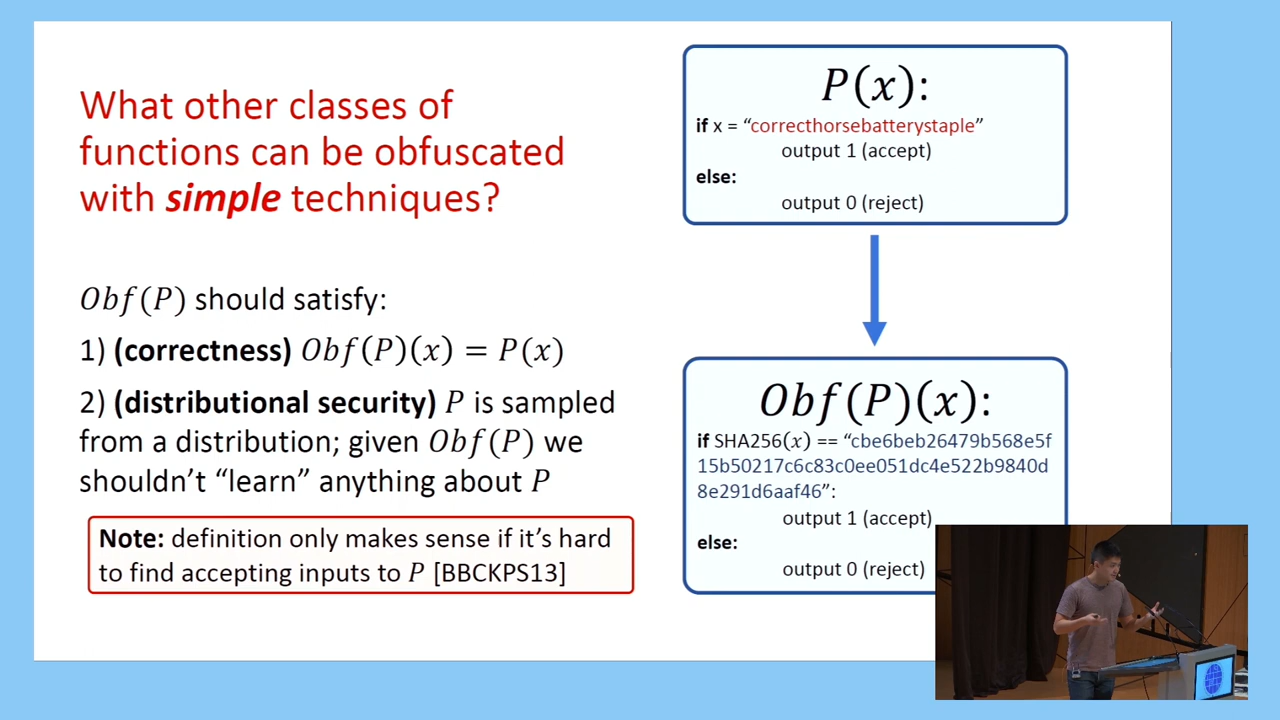 What other classes of
functions can be obfuscated
with simple techniques?
𝑂𝑏𝑓(𝑃) should satisfy:
1) (correctness) 𝑂𝑏𝑓(𝑃)(𝑥) = 𝑃(𝑥)
2) (distributional security) 𝑃 is sampled
from a distribution; given 𝑂𝑏𝑓(𝑃) we
shouldn't “learn” anything about 𝑃
Note: definition only makes sense if it's hard
to find accepting inputs to 𝑃 [BBCKPS13]
𝑃(𝑥):
if x = “correcthorsebatterystaple”
output 1 (accept)
else:
output 0 (reject)
𝑂𝑏𝑓(𝑃)(𝑥):
if SHA256(𝑥) == “cbe6beb26479b568e5f
15b50217c6c83c0ee051dc4e522b9840d
8e291d6aaf46”:
output 1 (accept)
else:
output 0 (reject)